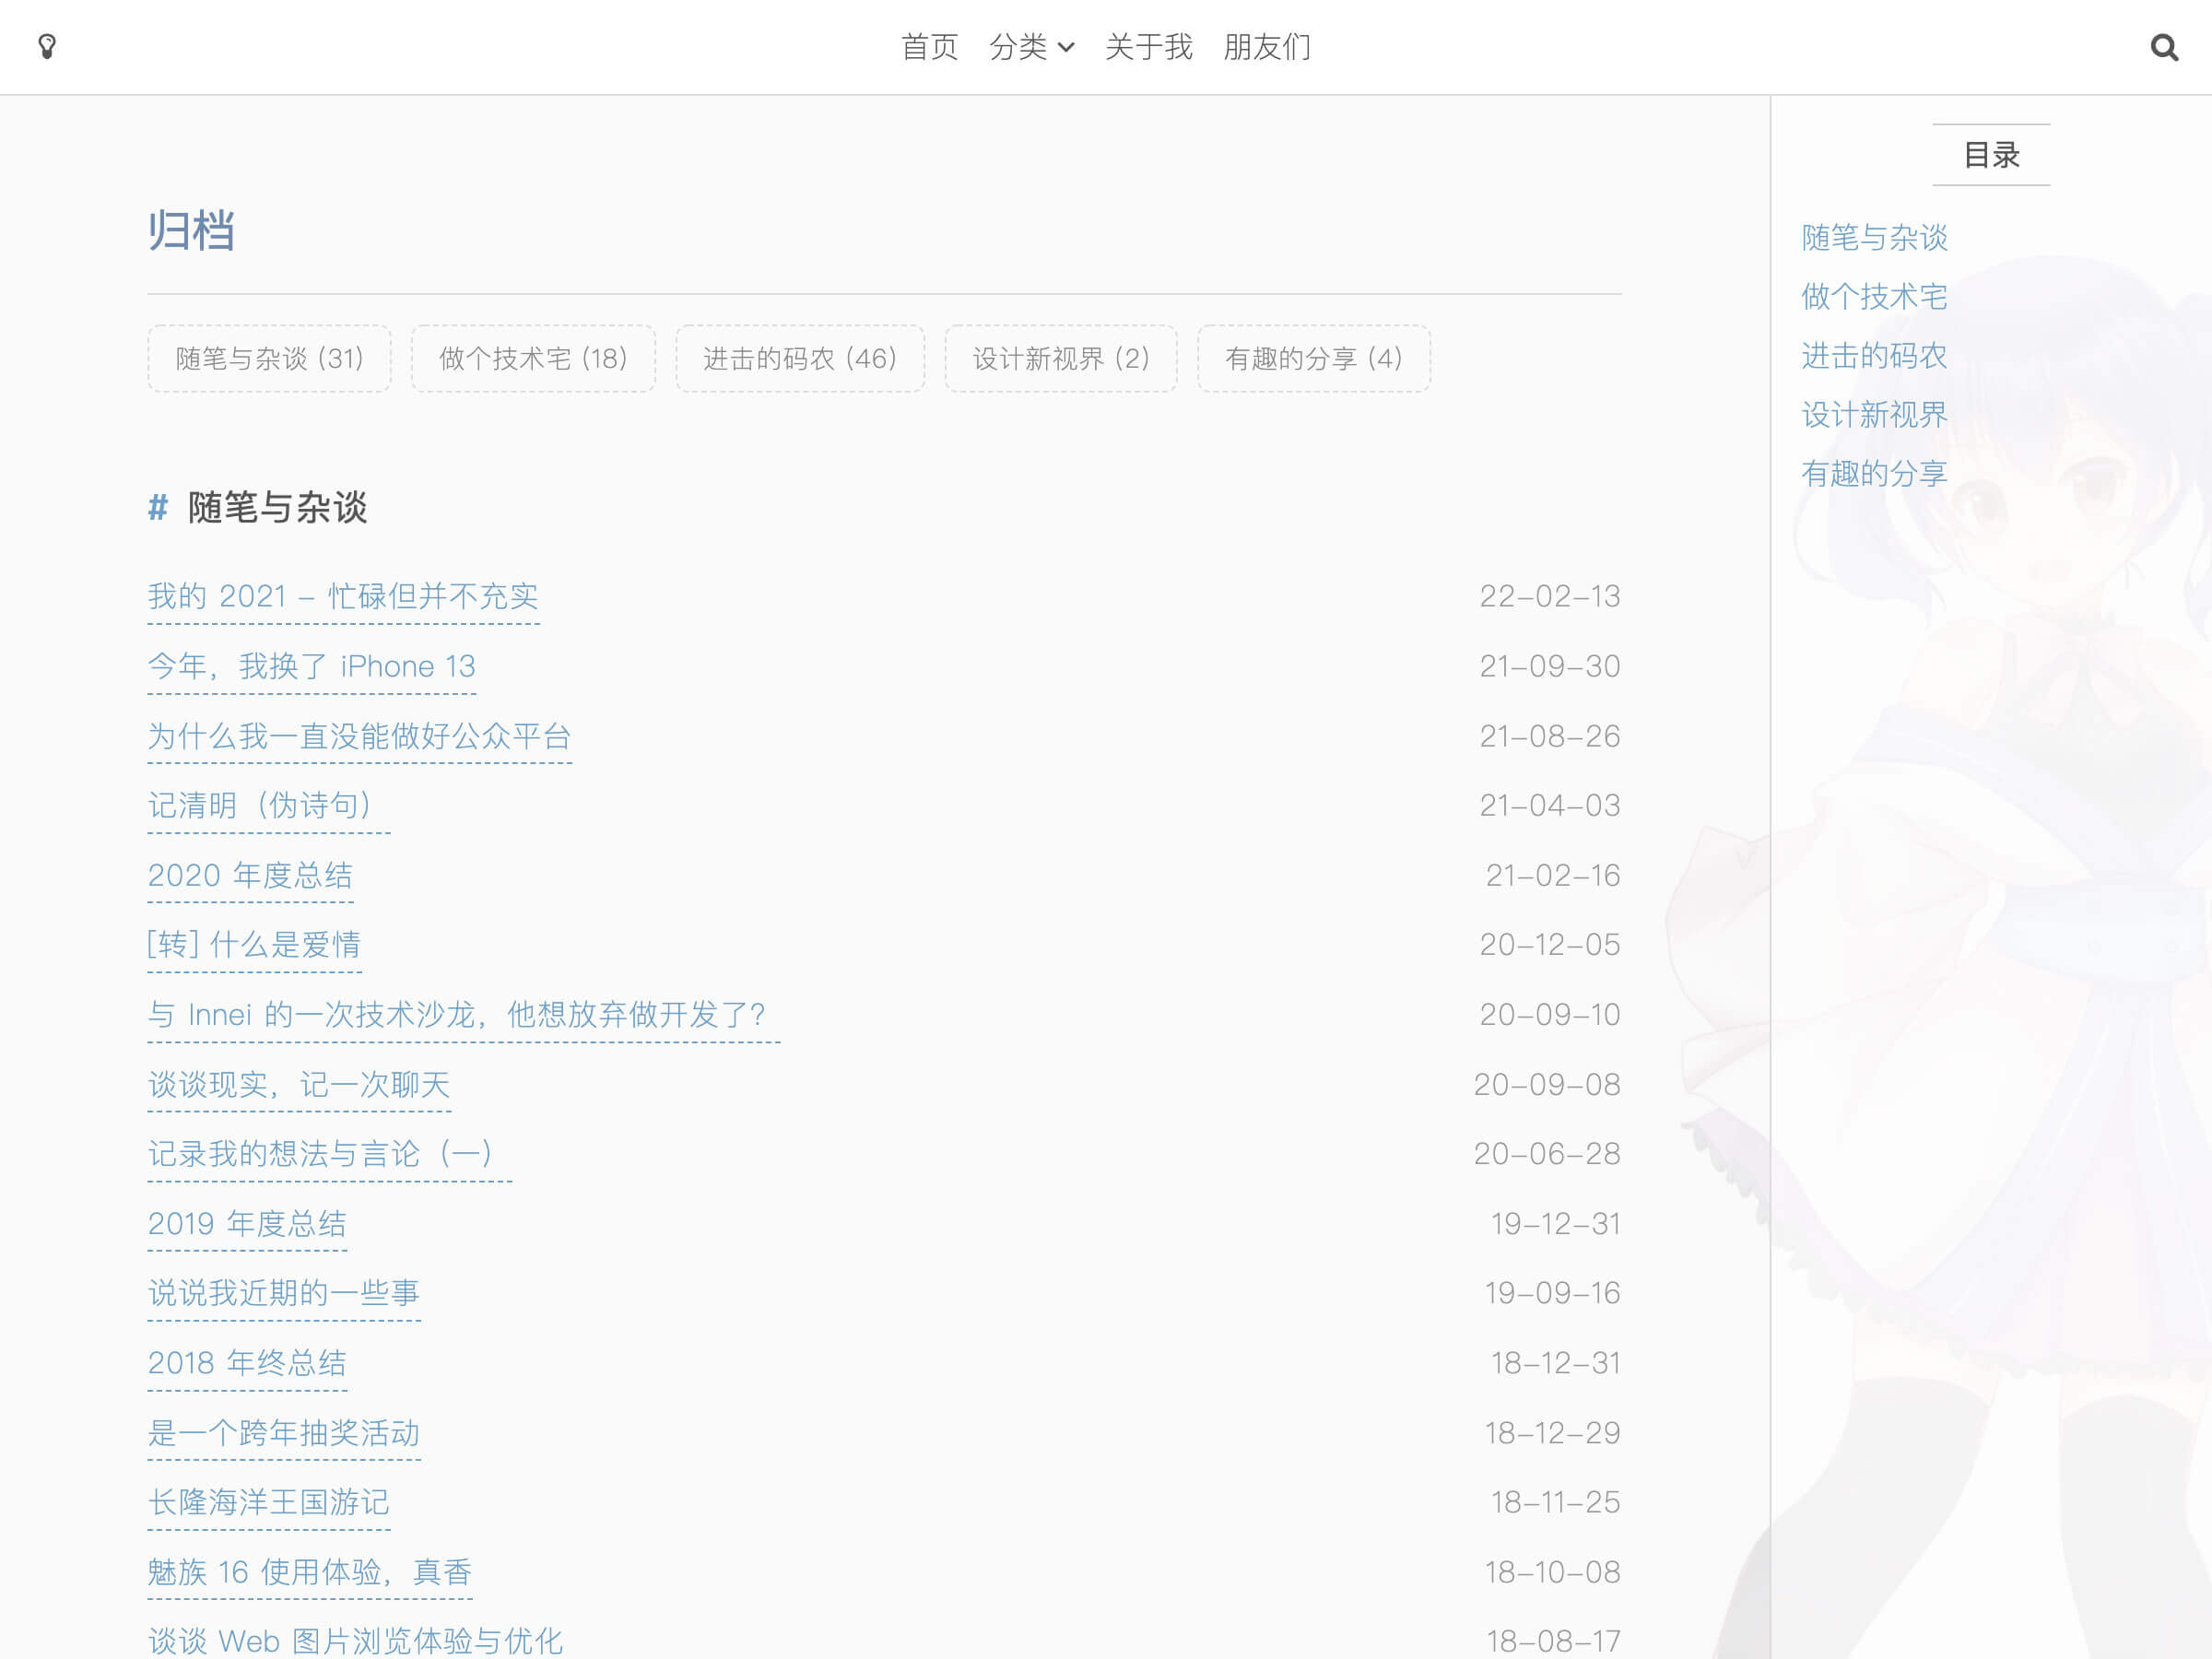 首页 分类 关于我 朋友们
目录
随笔与杂谈
做个技术宅
进击的码农
设计新视界
有趣的分享
归档
随笔与杂谈 (31) 做个技术宅 (18) 进击的码农 (46) 设计新视界 (2) 有趣的分享 (4)
# 随笔与杂谈
我的 2021 – 忙碌但并不充实 22-02-13
今年，我换了 iPhone 13 21-09-30
为什么我一直没能做好公众平台 21-08-26
记清明（伪诗句） 21-04-03
2020 年度总结 21-02-16
[转] 什么是爱情 20-12-05
与 Innei 的一次技术沙龙，他想放弃做开发了？ 20-09-10
谈谈现实，记一次聊天 20-09-08
记录我的想法与言论（一） 20-06-28
2019 年度总结 19-12-31
说说我近期的一些事 19-09-16
2018 年终总结 18-12-31
是一个跨年抽奖活动 18-12-29
长隆海洋王国游记 18-11-25
魅族 16 使用体验，真香 18-10-08
谈谈 Web 图片浏览体验与优化 18-08-17